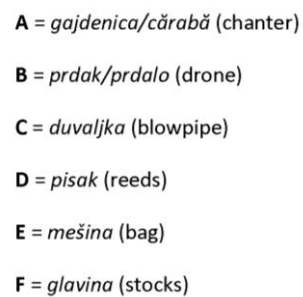 A = gajdenica/cărabă (chanter)
B = prdak/prdalo (drone)
C = duvaljka (blowpipe)
D = pisak (reeds)
E = mešina (bag)
F = glavina (stocks)